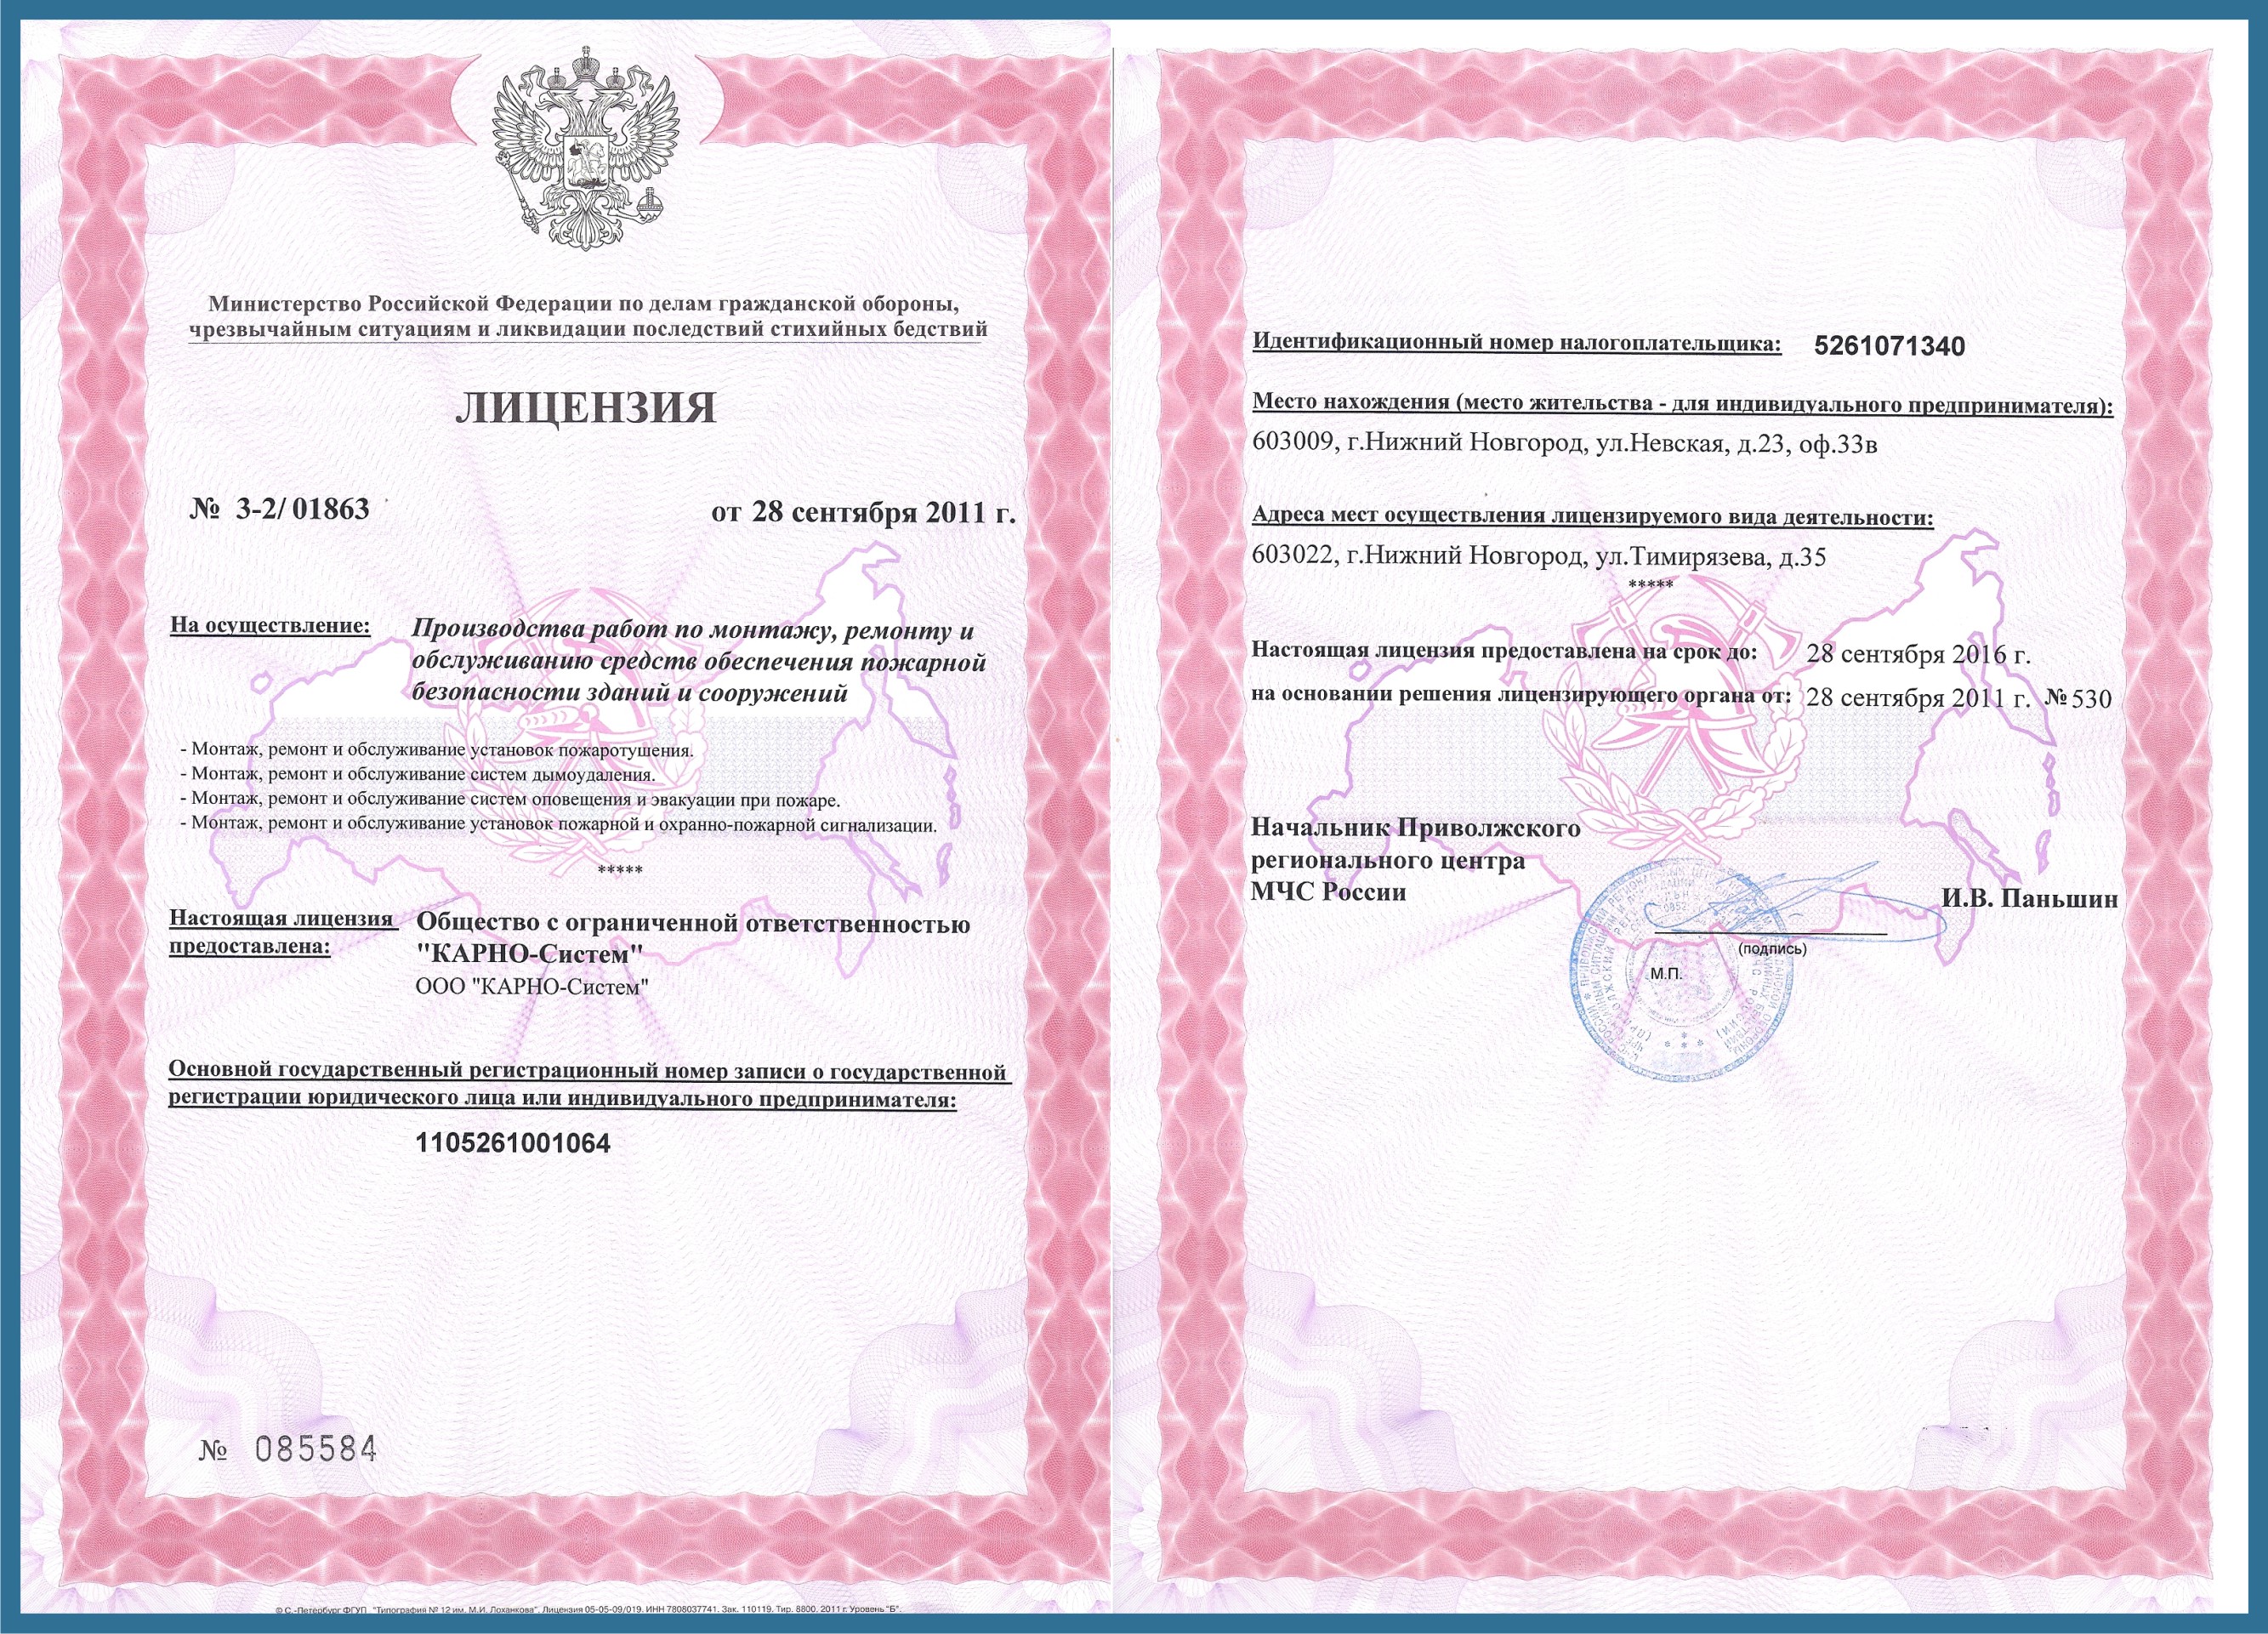 Министерство Российской Федерации по делам гражданской обороны,
чрезвычайным ситуациям и ликвидации последствий стихийных бедствий
ЛИЦЕНЗИЯ
№ 3-2/ 01863
от 28 сентября 2011 г.
На осуществление: Производства работ по монтажу, ремонту и
обслуживанию средств обеспечения пожарной
безопасности зданий и сооружений
- Монтаж, ремонт и обслуживание установок пожаротушения.
- Монтаж, ремонт и обслуживание систем дымоудаления.
- Монтаж, ремонт и обслуживание систем оповещения и эвакуации при пожаре.
- Монтаж, ремонт и обслуживание установок пожарной и охранно-пожарной сигнализации.
*****
Настоящая лицензия предоставлена: Общество с ограниченной ответственностью
"КАРНО-Систем"
ООО "КАРНО-Систем"
Основной государственный регистрационный номер записи о государственной
регистрации юридического лица или индивидуального предпринимателя:
1105261001064
№ 085584
© С.-Петербург ФГУП "Типография № 12 им. М.И. Лоханкова". Лицензия 05-05-09/019. ИНН 7808037741. Зак. 110119. Тир. 8800. 2011 г. Уровень "Б".
Идентификационный номер налогоплательщика: 5261071340
Место нахождения (место жительства - для индивидуального предпринимателя):
603009, г.Нижний Новгород, ул.Невская, д.23, оф.33в
Адреса мест осуществления лицензируемого вида деятельности:
603022, г.Нижний Новгород, ул.Тимирязева, д.35
*****
Настоящая лицензия предоставлена на срок до: 28 сентября 2016 г.
на основании решения лицензирующего органа от: 28 сентября 2011 г. № 530
Начальник Приволжского
регионального центра
МЧС России
И.В. Паньшин
(подпись)
М.П.